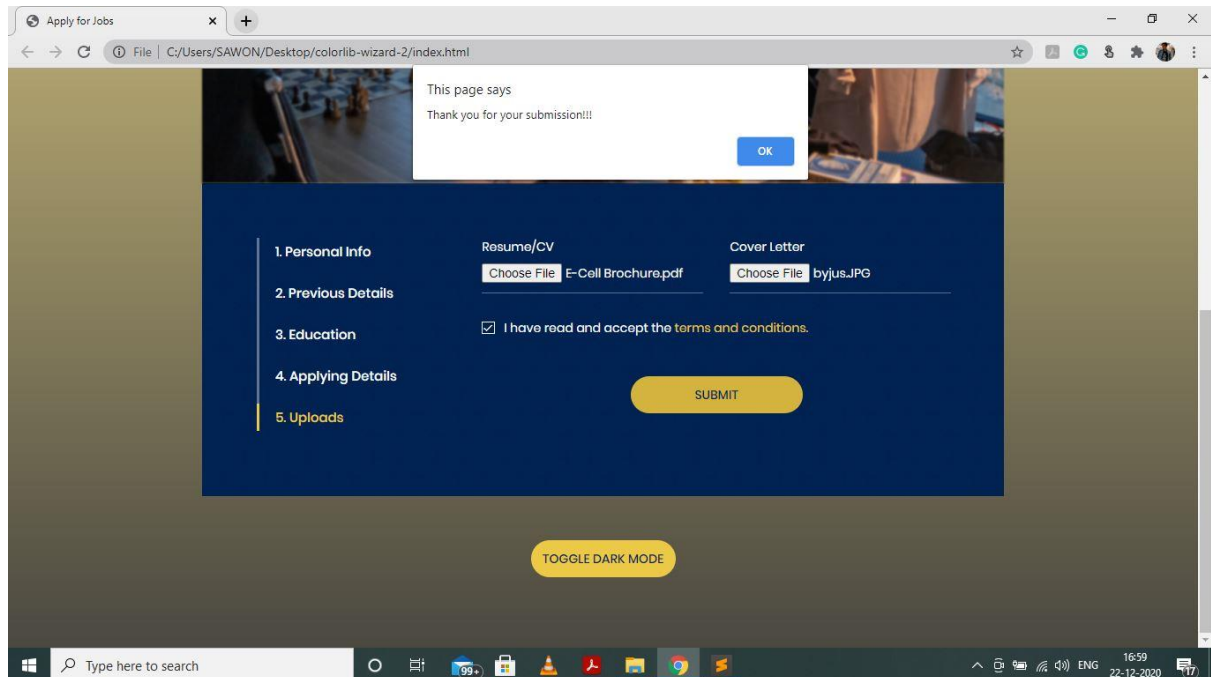 Apply for Jobs
File | C:/Users/SAWON/Desktop/colorlib-wizard-2/index.html
This page says
Thank you for your submission!!!
OK
1. Personal Info
2. Previous Details
3. Education
4. Applying Details
5. Uploads
Resume/CV
Choose File E-Cell Brochure.pdf
Cover Letter
Choose File byjus.JPG
I have read and accept the terms and conditions.
SUBMIT
TOGGLE DARK MODE
Type here to search
99+
ENG
16:59
22-12-2020
17